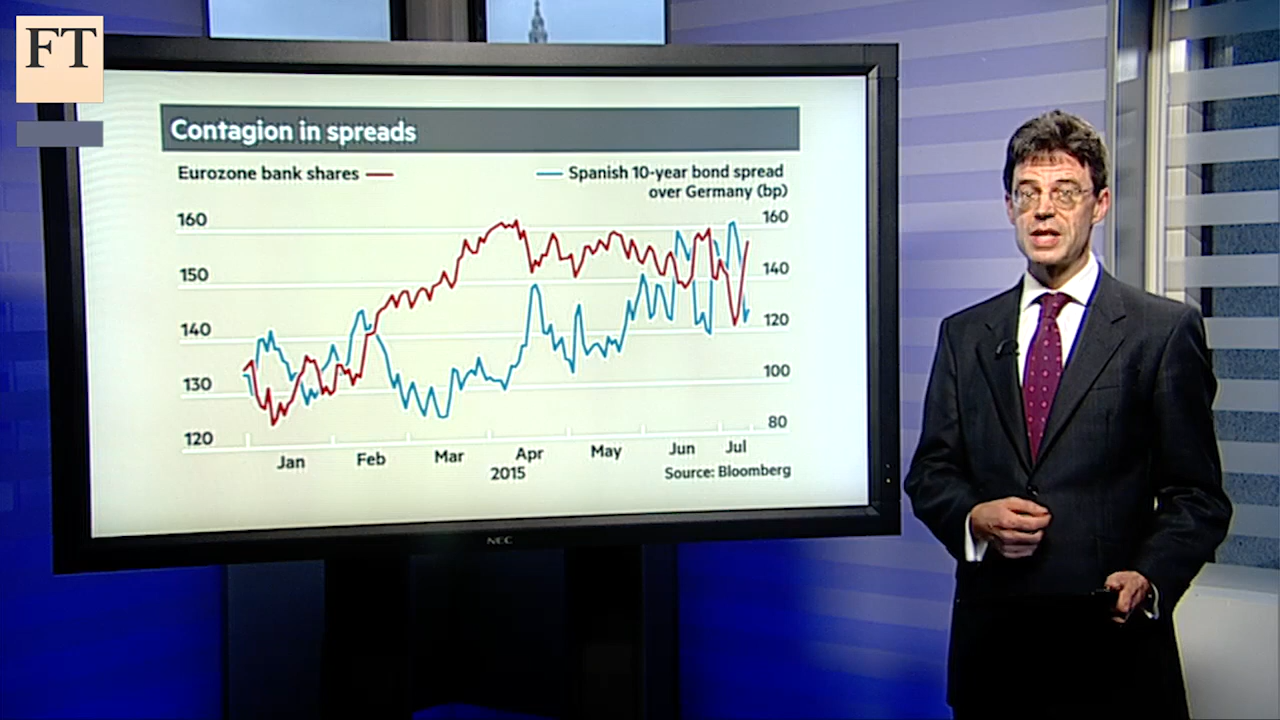 FT
Contagion in spreads
Eurozone bank shares
Spanish 10-year bond spread
over Germany (bp)
160
160
150
140
140
120
130
100
120
80
Jan Feb Mar Apr May Jun Jul
2015
Source: Bloomberg
NEC